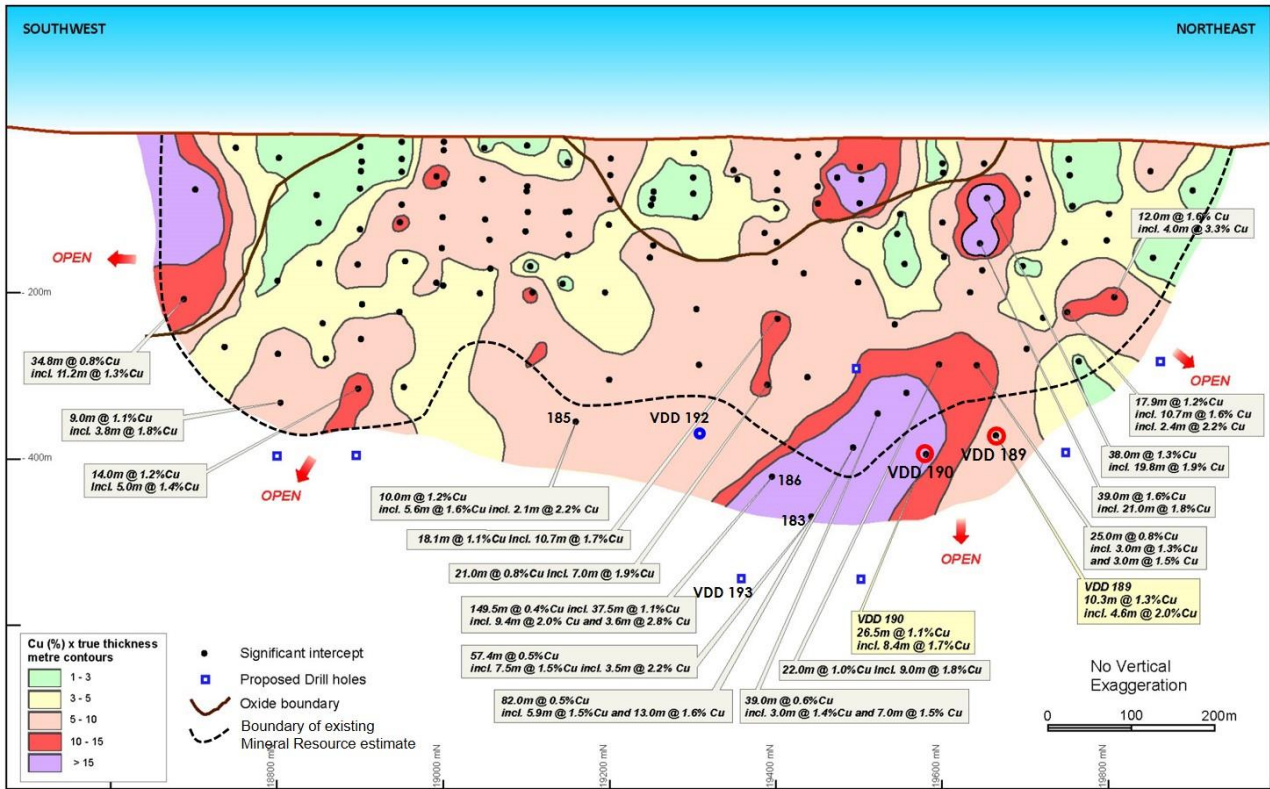 SOUTHWEST
NORTHEAST
OPEN
- 200m
12.0m @ 1.6% Cu
incl. 4.0m @ 3.3% Cu
34.8m @ 0.8%Cu
incl. 11.2m @ 1.3%Cu
OPEN
9.0m @ 1.1%Cu
incl. 3.8m @ 1.8%Cu
17.9m @ 1.2%Cu
incl. 10.7m @ 1.6% Cu
incl. 2.4m @ 2.2% Cu
185
VDD 192
- 400m
VDD 190
VDD 189
38.0m @ 1.3%Cu
incl. 19.8m @ 1.9% Cu
14.0m @ 1.2%Cu
Incl. 5.0m @ 1.4%Cu
OPEN
186
10.0m @ 1.2%Cu
incl. 5.6m @ 1.6%Cu incl. 2.1m @ 2.2% Cu
39.0m @ 1.6%Cu
incl. 21.0m @ 1.8%Cu
183
18.1m @ 1.1%Cu Incl. 10.7m @ 1.7%Cu
25.0m @ 0.8%Cu
incl. 3.0m @ 1.3%Cu
and 3.0m @ 1.5% Cu
OPEN
21.0m @ 0.8%Cu Incl. 7.0m @ 1.9%Cu
VDD 193
VDD 189
10.3m @ 1.3%Cu
incl. 4.6m @ 2.0%Cu
149.5m @ 0.4%Cu incl. 37.5m @ 1.1%Cu
incl. 9.4m @ 2.0% Cu and 3.6m @ 2.8% Cu
VDD 190
26.5m @ 1.1%Cu
incl. 8.4m @ 1.7%Cu
57.4m @ 0.5%Cu
incl. 7.5m @ 1.5%Cu incl. 3.5m @ 2.2% Cu
22.0m @ 1.0%Cu Incl. 9.0m @ 1.8%Cu
82.0m @ 0.5%Cu
incl. 5.9m @ 1.5%Cu and 13.0m @ 1.6% Cu
39.0m @ 0.6%Cu
incl. 3.0m @ 1.4%Cu and 7.0m @ 1.5% Cu
Cu (%) x true thickness
metre contours
1 - 3
3 - 5
5 - 10
10 - 15
> 15
Significant intercept
Proposed Drill holes
Oxide boundary
Boundary of existing
Mineral Resource estimate
No Vertical
Exaggeration
0 100 200m
18800 mN
19000 mN
19200 mN
19400 mN
19600 mN
19800 mN